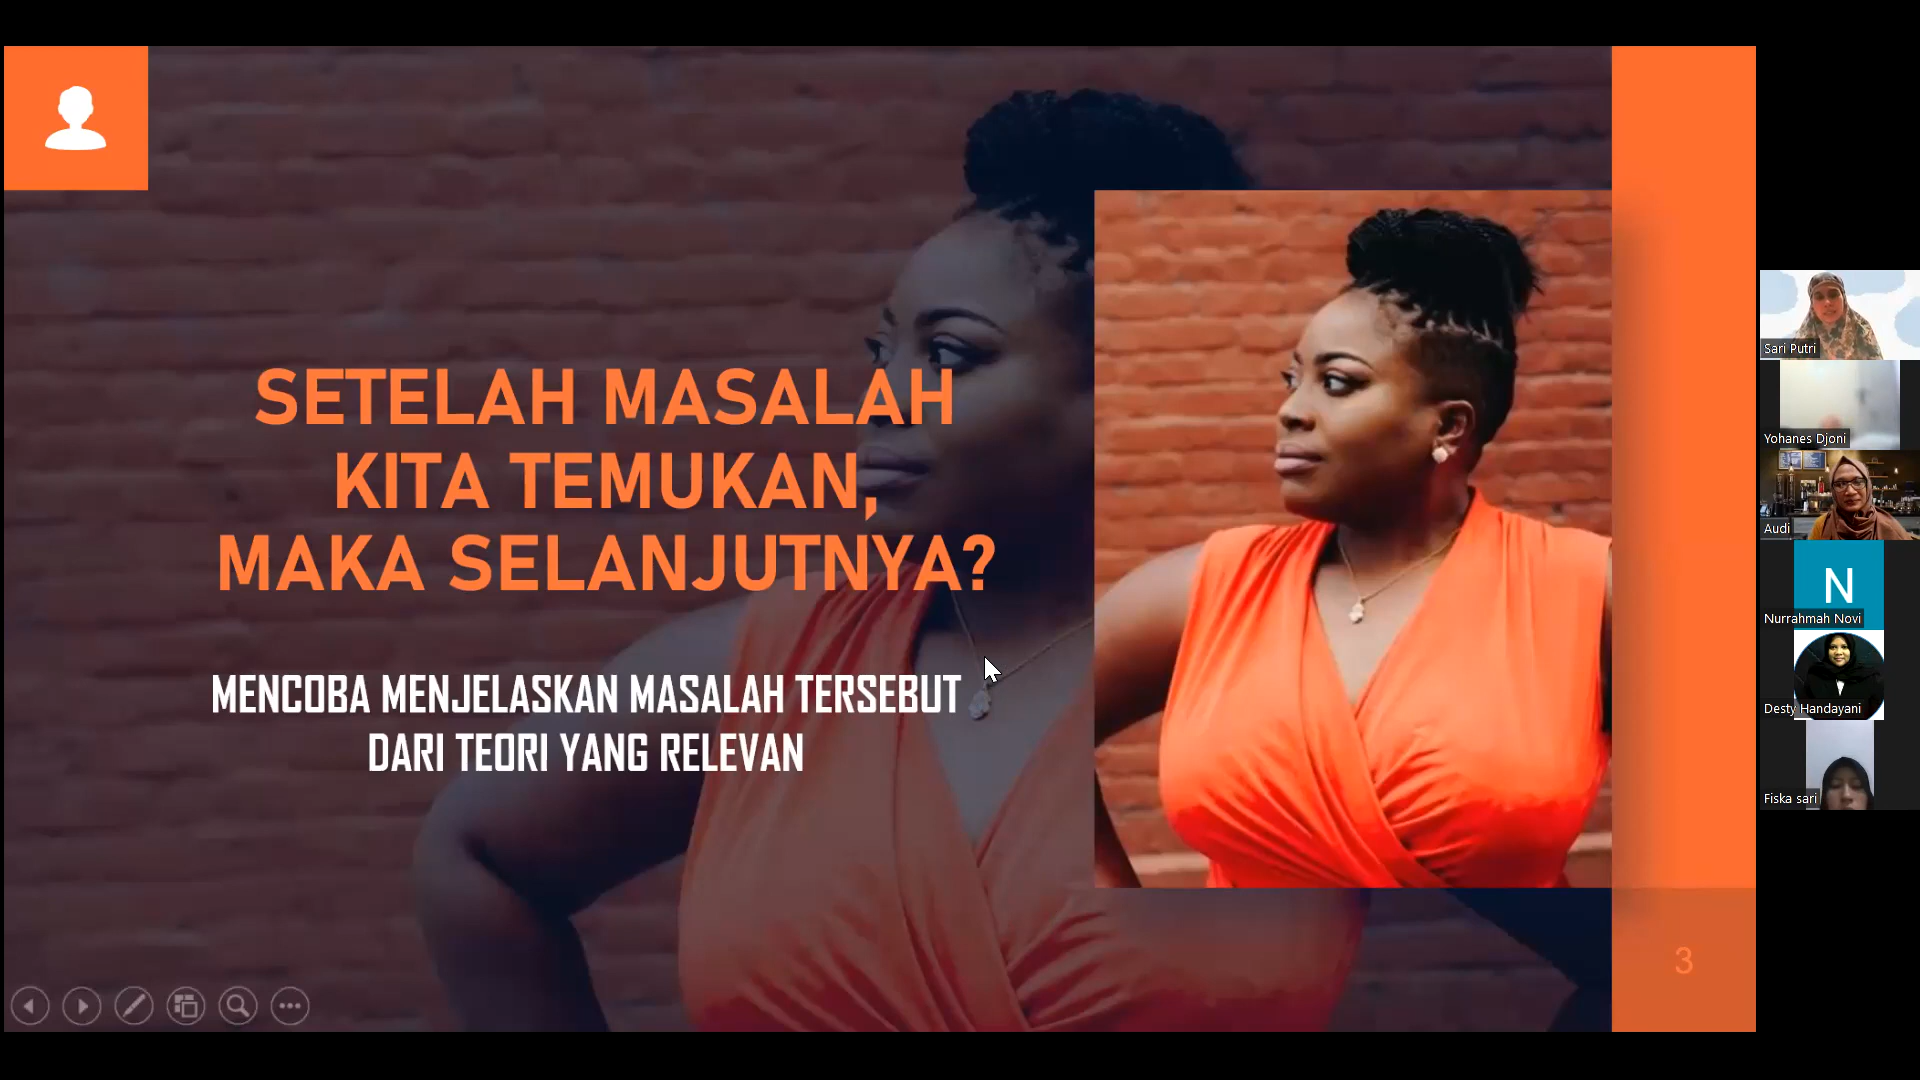 SETELAH MASALAH
KITA TEMUKAN,
MAKA SELANJUTNYA?
MENCOBA MENJELASKAN MASALAH TERSEBUT
DARI TEORI YANG RELEVAN
3
Sari Putri
Yohanes Djoni
Audi
N
Nurrahmah Novi
Desty Handayani
Fiska sari